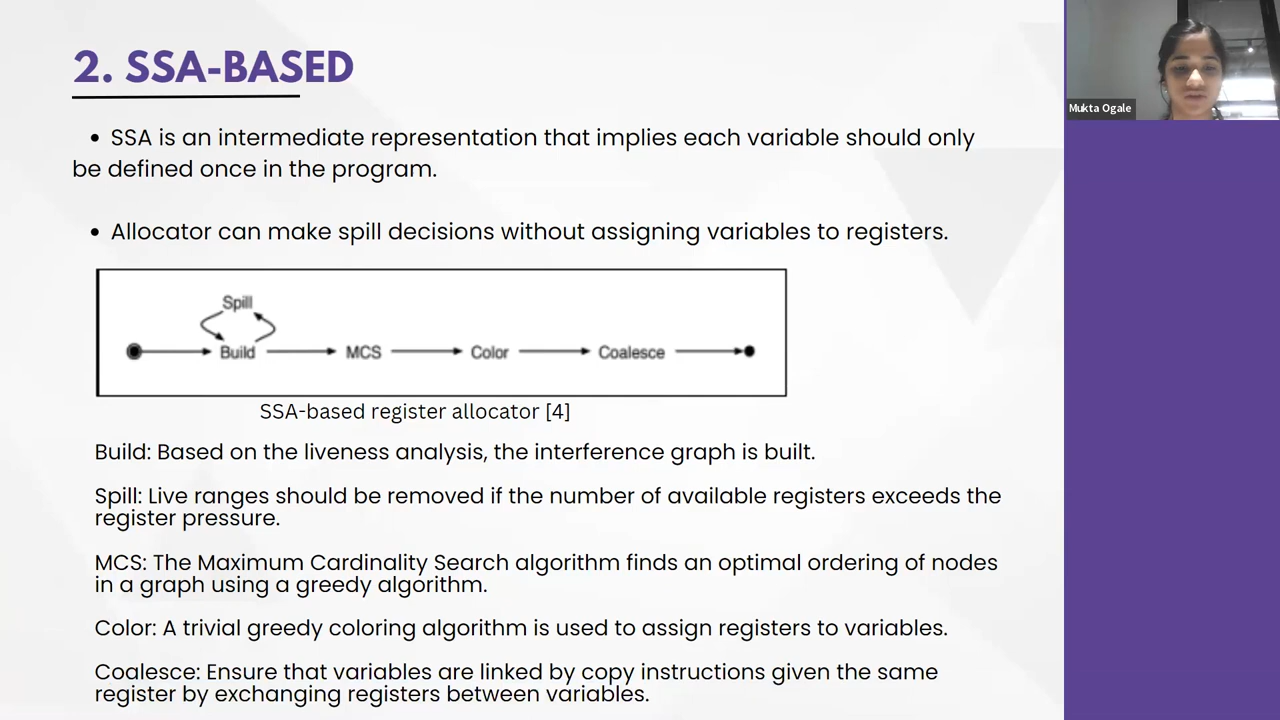 2. SSA-BASED
Mukta Ogale
• SSA is an intermediate representation that implies each variable should only
be defined once in the program.
• Allocator can make spill decisions without assigning variables to registers.
Spill
Build
MCS
Color
Coalesce
SSA-based register allocator [4]
Build: Based on the liveness analysis, the interference graph is built.
Spill: Live ranges should be removed if the number of available registers exceeds the
register pressure.
MCS: The Maximum Cardinality Search algorithm finds an optimal ordering of nodes
in a graph using a greedy algorithm.
Color: A trivial greedy coloring algorithm is used to assign registers to variables.
Coalesce: Ensure that variables are linked by copy instructions given the same
register by exchanging registers between variables.